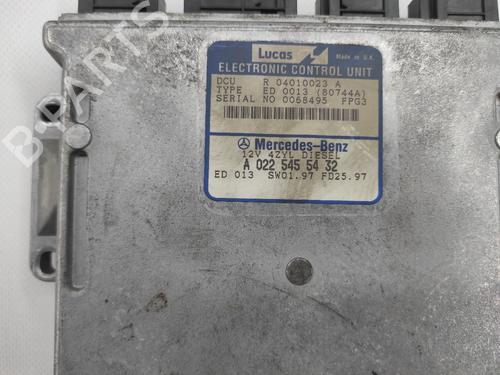 Lucas Made in U.K.
ELECTRONIC CONTROL UNIT
DCU R 04010023 A
TYPE ED 0013 (80744A)
SERIAL NO 0068495 FPG3
Mercedes-Benz
12V 4ZYL DIESEL
A 022 545 54 32
ED 013 SW01.97 FD25.97
B-PARTS